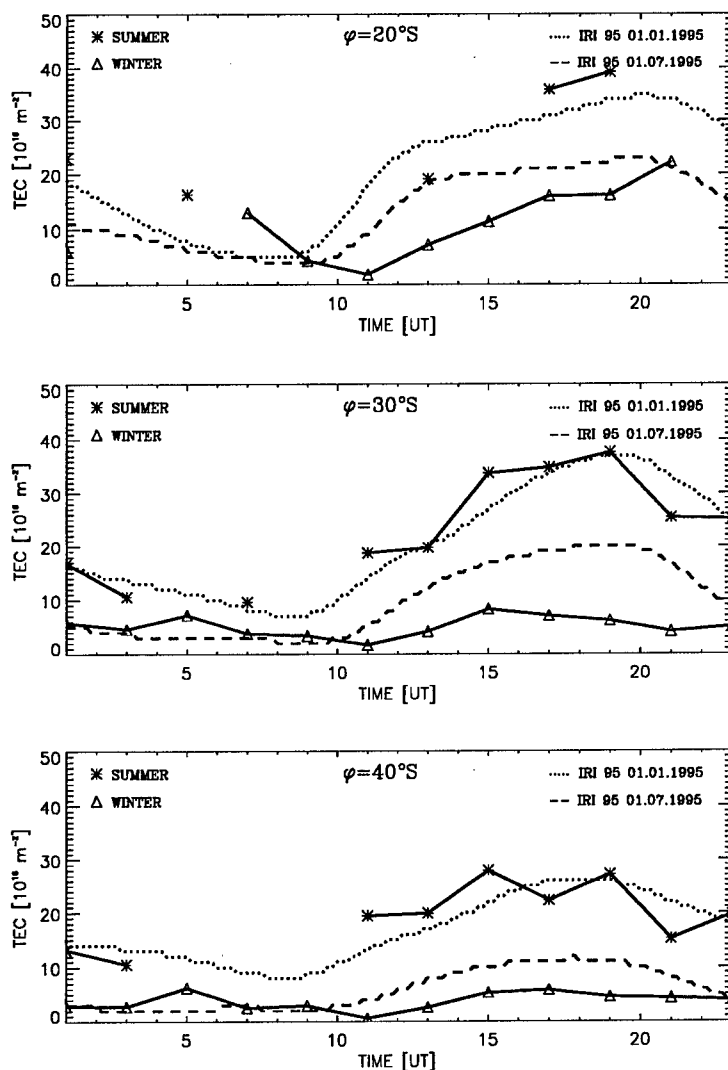 SUMMER
WINTER
φ=20°S
IRI 95 01.01.1995
IRI 95 01.07.1995
TEC [10¹⁶ m⁻²]
50
40
30
20
10
0
5 10 15 20
TIME [UT]
SUMMER
WINTER
φ=30°S
IRI 95 01.01.1995
IRI 95 01.07.1995
TEC [10¹⁶ m⁻²]
50
40
30
20
10
0
5 10 15 20
TIME [UT]
SUMMER
WINTER
φ=40°S
IRI 95 01.01.1995
IRI 95 01.07.1995
TEC [10¹⁶ m⁻²]
50
40
30
20
10
0
5 10 15 20
TIME [UT]